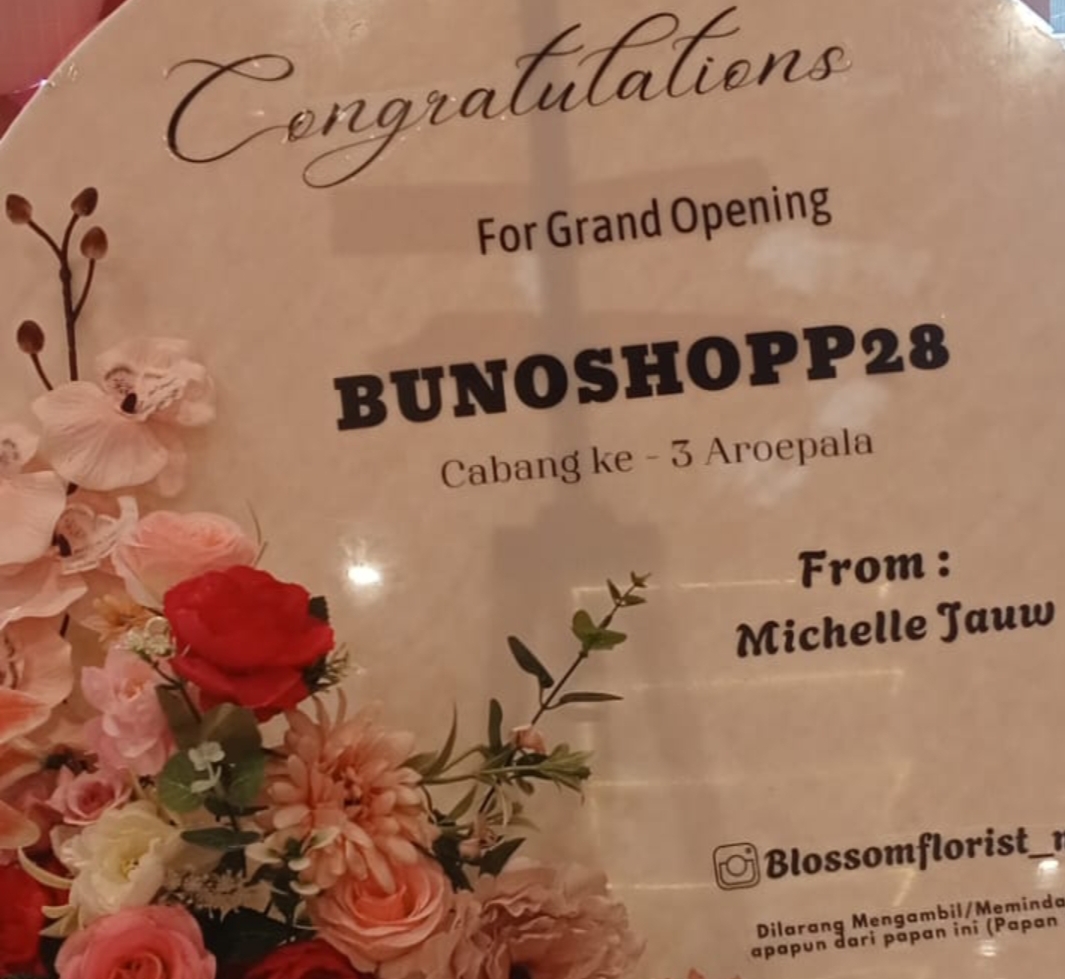 Congratulations
For Grand Opening
BUNOSHOPP28
Cabang ke - 3 Aroepala
From :
Michelle Jauw
Blossomflorist_
Dilarang Mengambil/
apapun dari papan ini (Papan